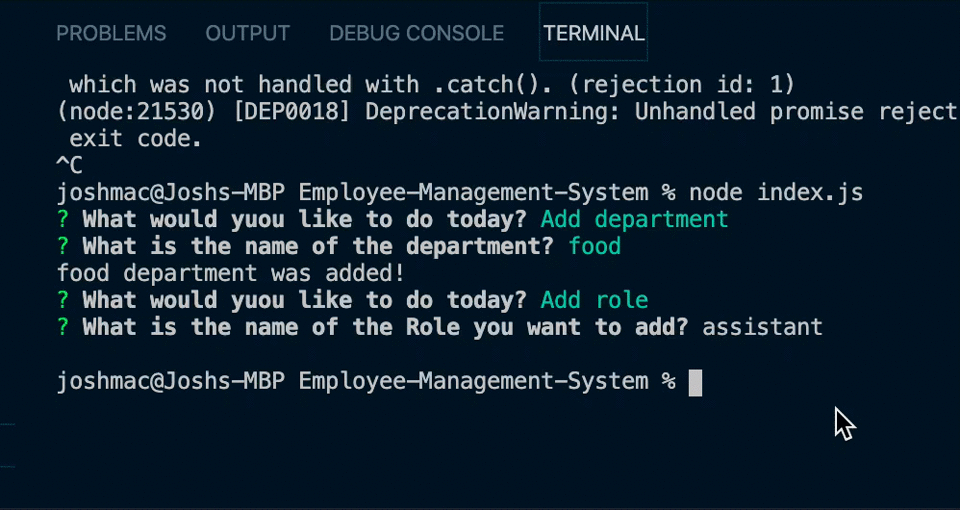 PROBLEMS OUTPUT DEBUG CONSOLE TERMINAL
which was not handled with .catch(). (rejection id: 1)
(node:21530) [DEP0018] DeprecationWarning: Unhandled promise reject
exit code.
^C
joshmac@Joshs-MBP Employee-Management-System % node index.js
? What would yuou like to do today? Add department
? What is the name of the department? food
food department was added!
? What would yuou like to do today? Add role
? What is the name of the Role you want to add? assistant
joshmac@Joshs-MBP Employee-Management-System %